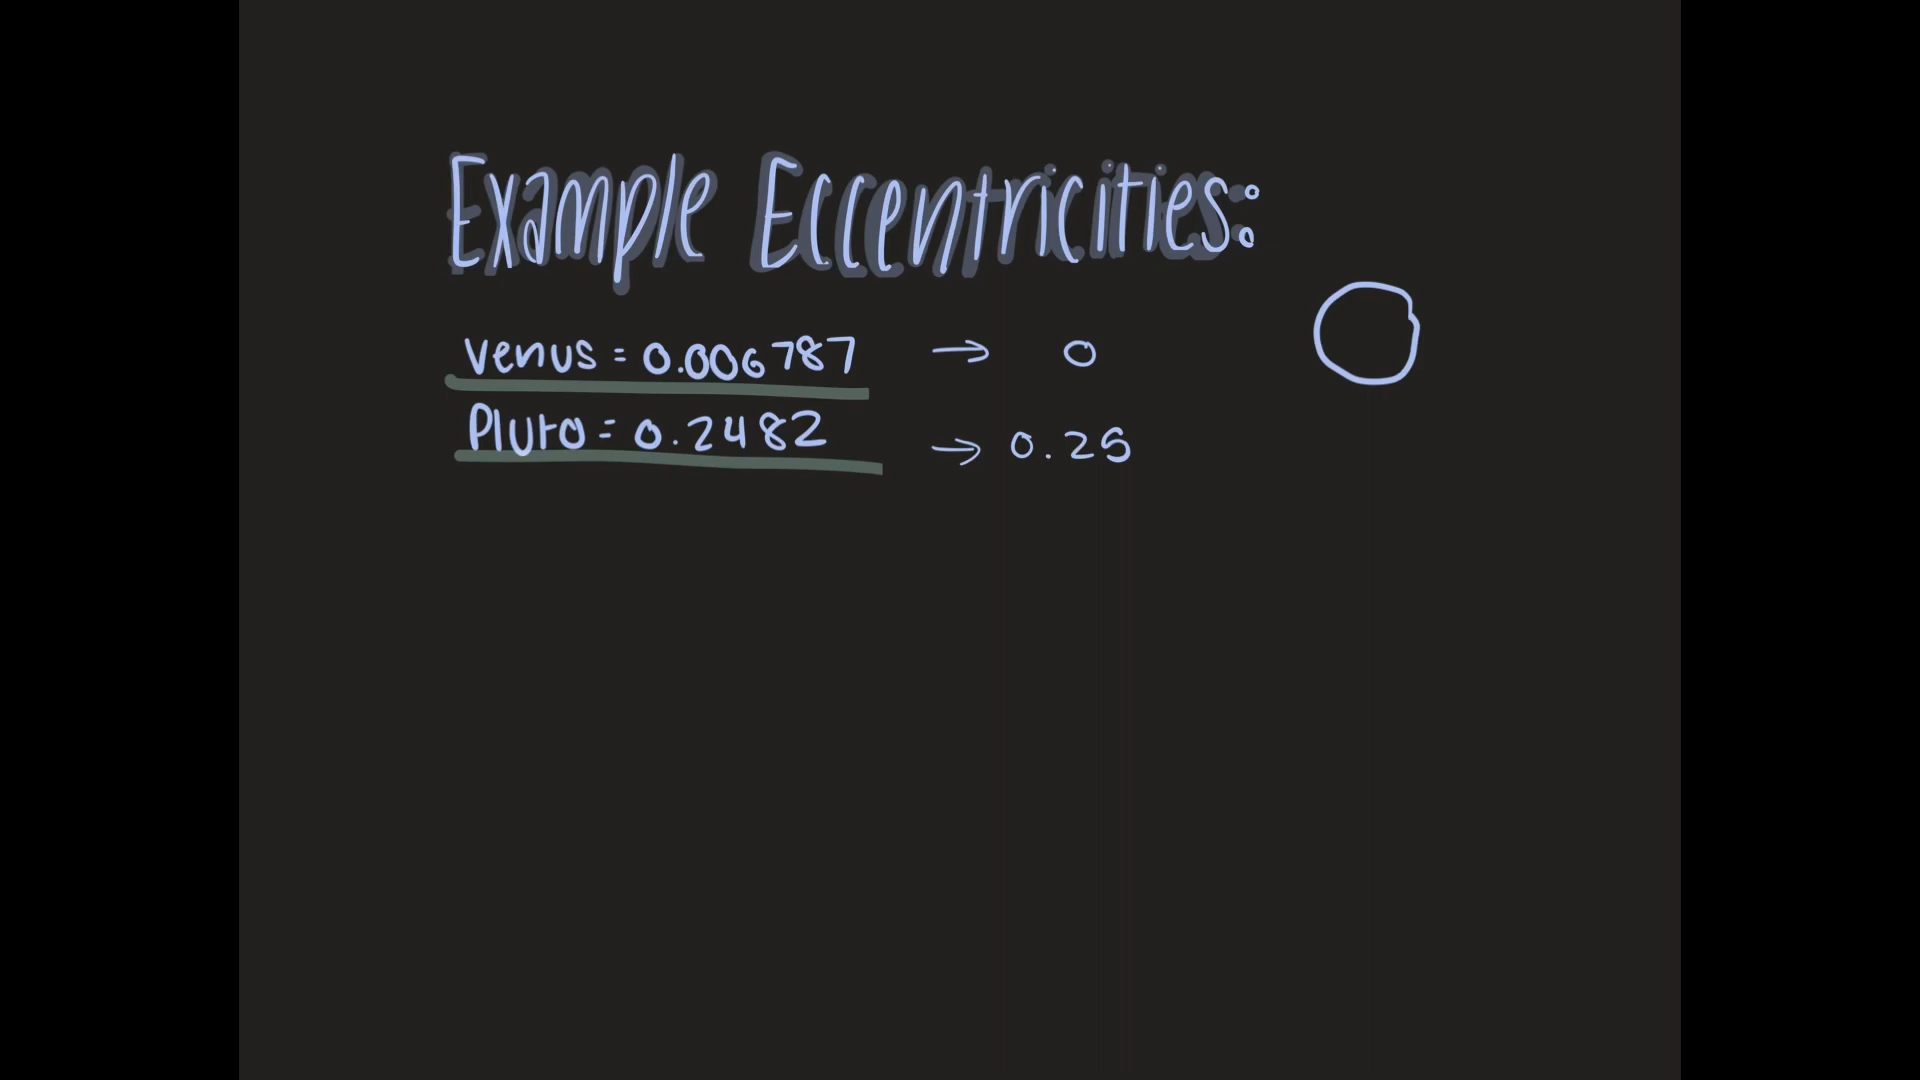 Example Eccentricities:
Venus = 0.006787 → 0
Pluto = 0.2482 → 0.25